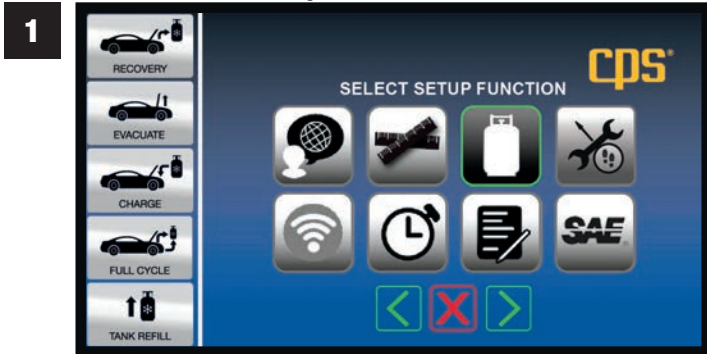 1
RECOVERY
EVACUATE
CHARGE
FULL CYCLE
TANK REFILL
cps®
SELECT SETUP FUNCTION
SAE